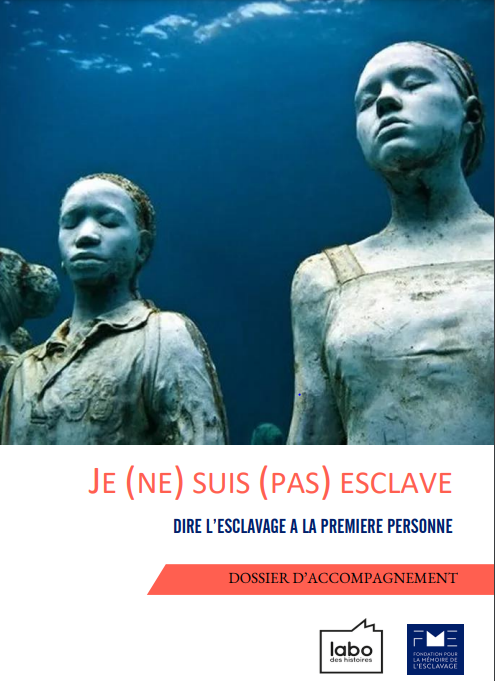 JE (NE) SUIS (PAS) ESCLAVE
DIRE L'ESCLAVAGE A LA PREMIERE PERSONNE
DOSSIER D'ACCOMPAGNEMENT
labo
des histoires
FME
FONDATION POUR
LA MÉMOIRE DE
L'ESCLAVAGE